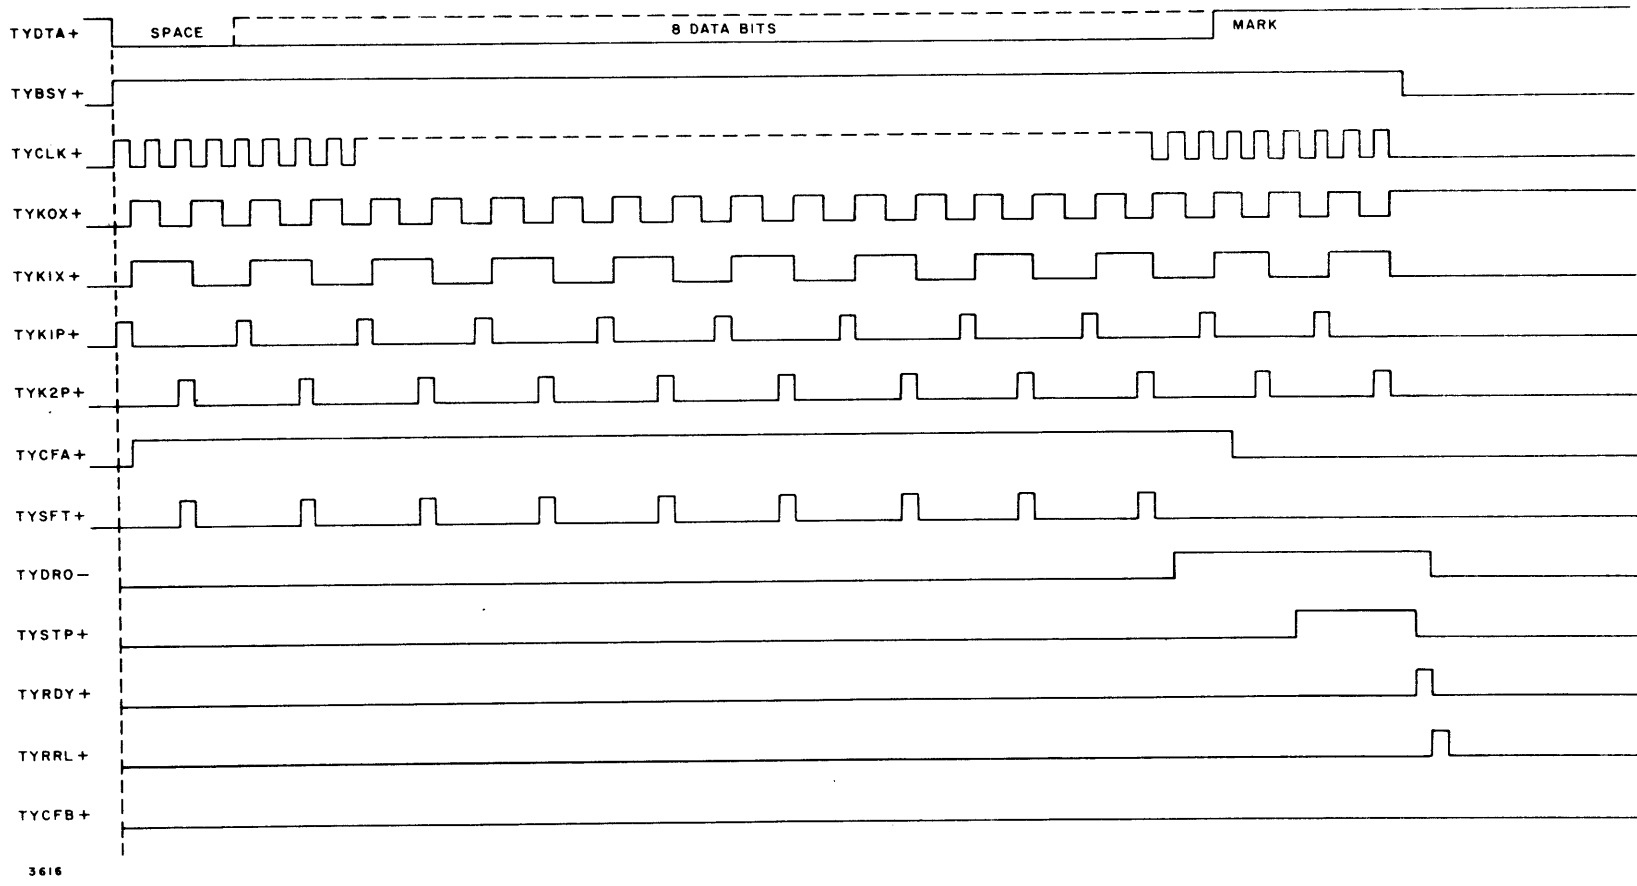 TYDTA+ SPACE 8 DATA BITS MARK
TYBSY+
TYCLK+
TYK0X+
TYK1X+
TYK1P+
TYK2P+
TYCFA+
TYSFT+
TYDRO-
TYSTP+
TYRDY+
TYRRL+
TYCFB+
3616